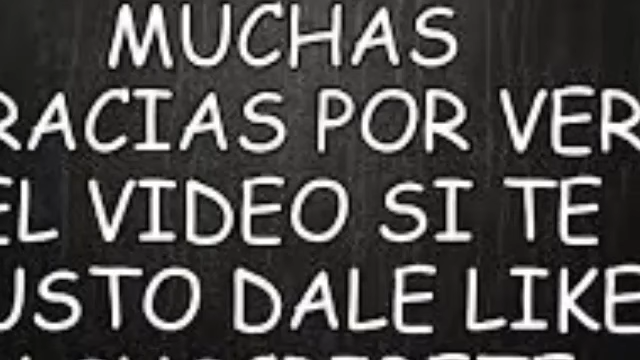 MUCHAS
RACIAS POR VER
EL VIDEO SI TE
USTO DALE LIKE